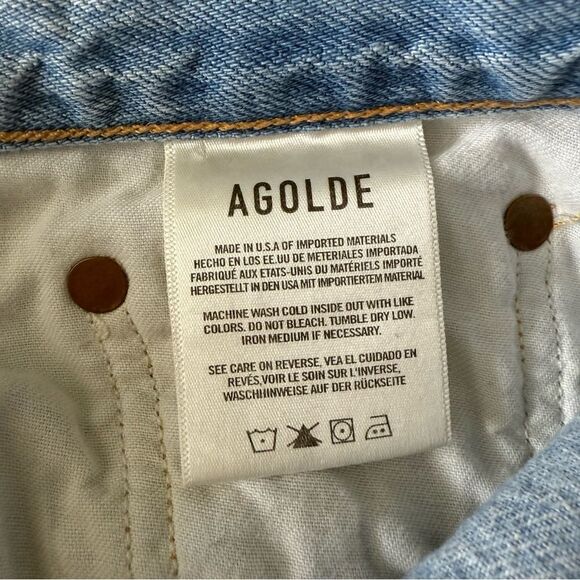 AGOLDE
MADE IN U.S.A OF IMPORTED MATERIALS
HECHO EN LOS EE.UU DE METERIALES IMPORTADA
FABRIQUÉ AUX ETATS-UNIS DU MATÉRIELS IMPORTÉ
HERGESTELLT IN DEN USA MIT IMPORTIERTEM MATERIAL
MACHINE WASH COLD INSIDE OUT WITH LIKE
COLORS. DO NOT BLEACH. TUMBLE DRY LOW.
IRON MEDIUM IF NECESSARY.
SEE CARE ON REVERSE, VEA EL CUIDADO EN
REVÉS,VOIR LE SOIN SUR L'INVERSE,
WASCHHINWEISE AUF DER RÜCKSEITE